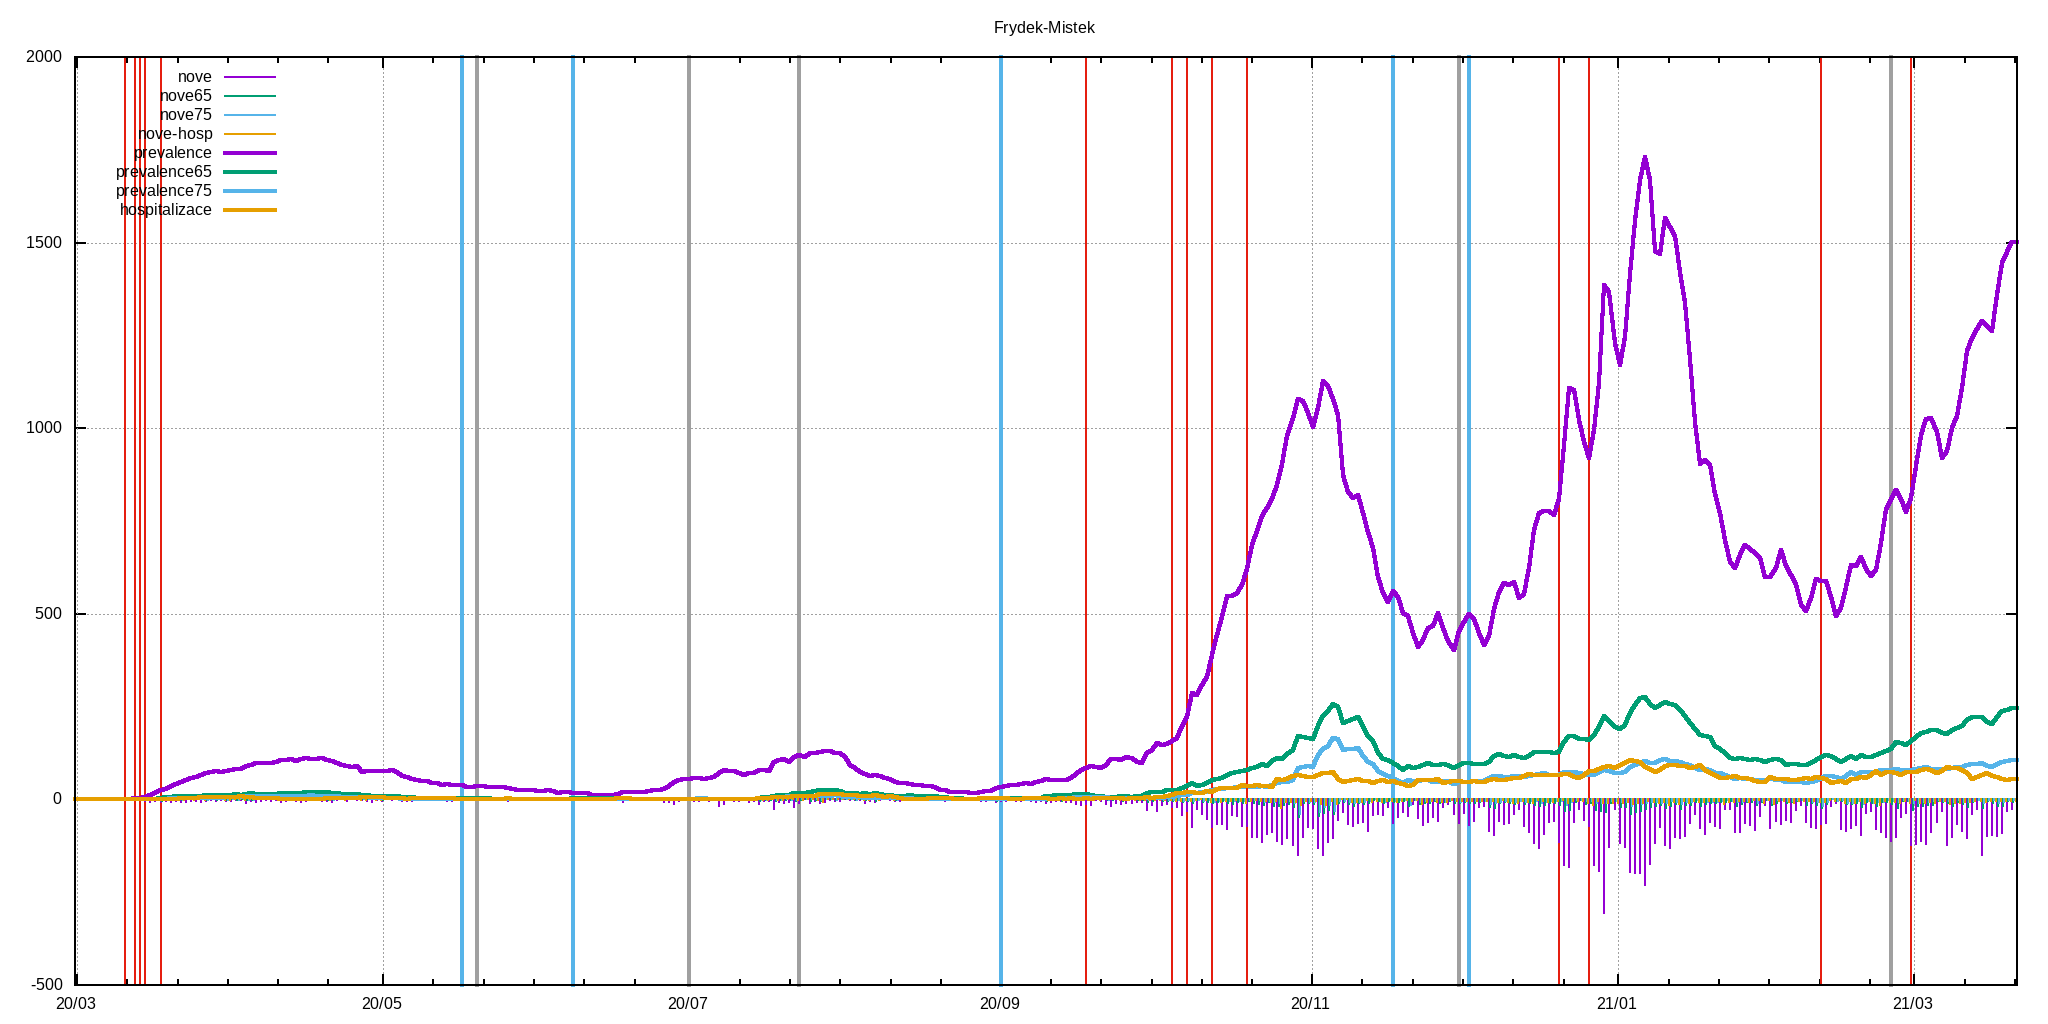 Frydek-Mistek
2000
1500
1000
500
0
-500
nove
nove65
nove75
nove-hosp
prevalence
prevalence65
prevalence75
hospitalizace
20/03
20/05
20/07
20/09
20/11
21/01
21/03